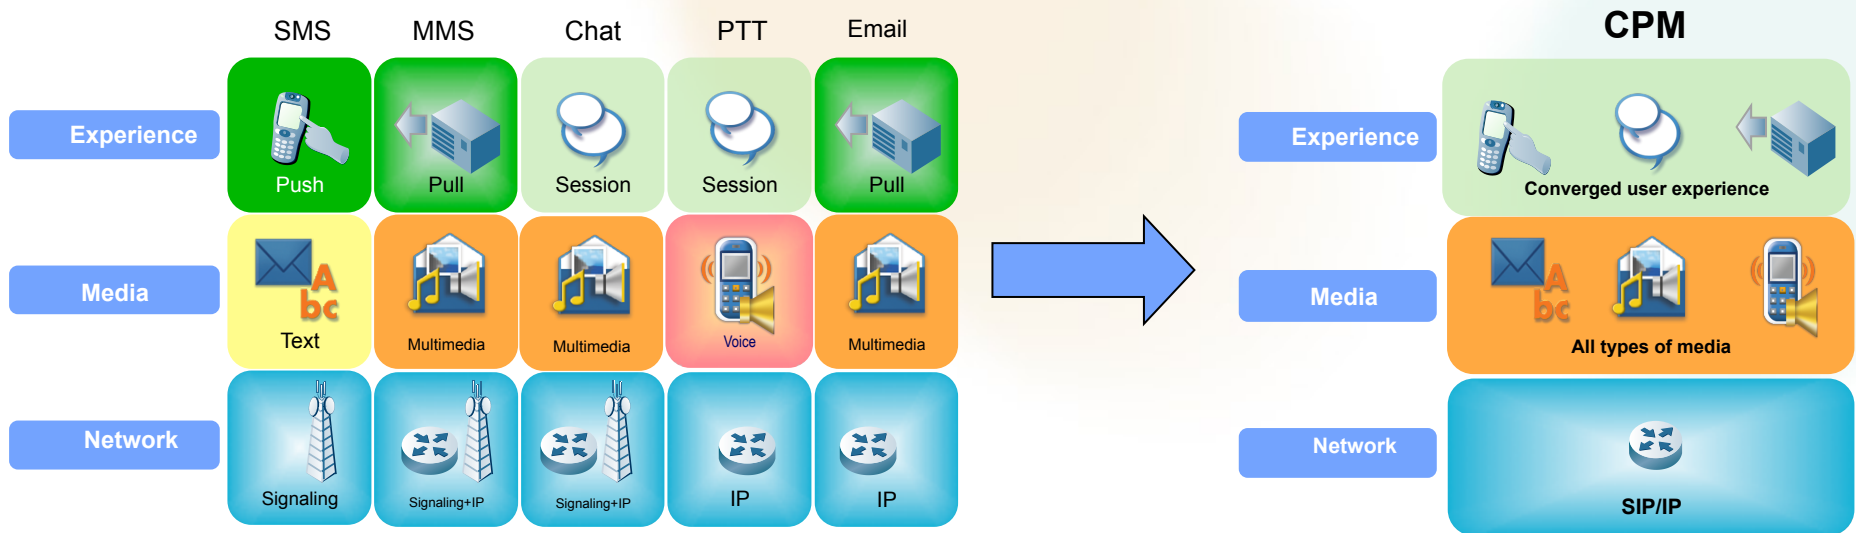 SMS MMS Chat PTT Email
Experience
Push Pull Session Session Pull
Media
A
bc
Text Multimedia Multimedia Voice Multimedia
Network
Signaling Signaling+IP Signaling+IP IP IP
CPM
Experience
Converged user experience
Media
A
bc
All types of media
Network
SIP/IP